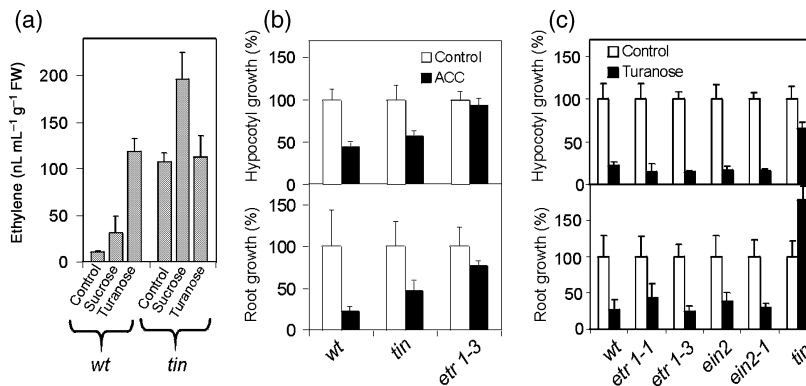 (a)
Ethylene (nL mL−1 g−1 FW)
200
150
100
50
0
Control
Sucrose
Turanose
Control
Sucrose
Turanose
wt
tin
(b)
Hypocotyl growth (%)
150
100
50
0
Control
ACC
Root growth (%)
150
100
50
0
wt
tin
etr 1-3
(c)
Hypocotyl growth (%)
150
100
50
0
Control
Turanose
Root growth (%)
150
100
50
0
wt
etr 1-1
etr 1-3
ein2
ein2-1
tin